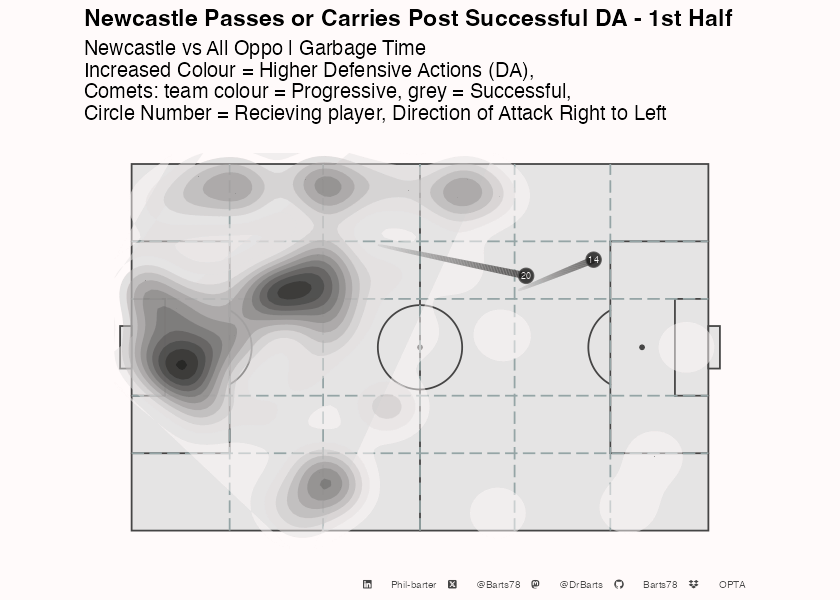 Newcastle Passes or Carries Post Successful DA - 1st Half
Newcastle vs All Oppo | Garbage Time
Increased Colour = Higher Defensive Actions (DA),
Comets: team colour = Progressive, grey = Successful,
Circle Number = Recieving player, Direction of Attack Right to Left
14
20
Phil-barter @Barts78 @DrBarts Barts78 OPTA